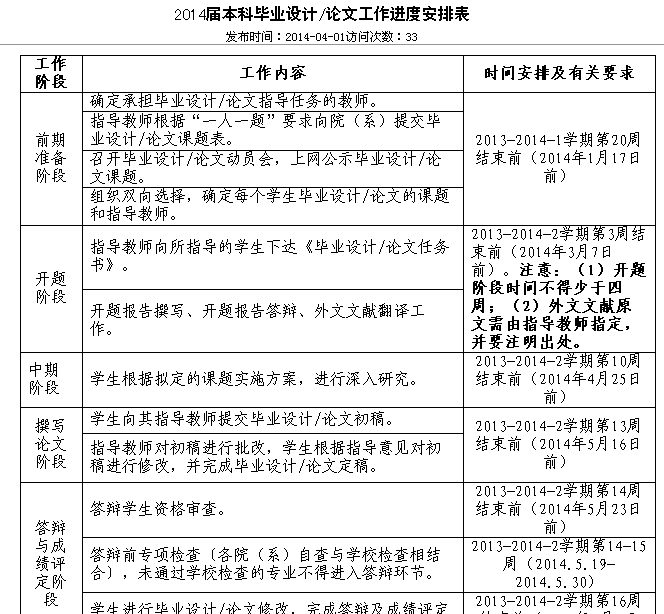 2014届本科毕业设计/论文工作进度安排表
发布时间：2014-04-01访问次数：33
工作
阶段
工作内容
时间安排及有关要求
前期
准备
阶段
确定承担毕业设计/论文指导任务的教师。
指导教师根据“一人一题”要求向院（系）提交毕
业设计/论文课题表。
召开毕业设计/论文动员会，上网公示毕业设计/论
文课题。
组织双向选择，确定每个学生毕业设计/论文的课题
和指导教师。
2013-2014-1学期第20周
结束前（2014年1月17日
前）
开题
阶段
指导教师向所指导的学生下达《毕业设计/论文任务
书》。
开题报告撰写、开题报告答辩、外文文献翻译工
作。
2013-2014-2学期第3周结
束前（2014年3月7日
前）。注意：（1）开题
阶段时间不得少于四
周；（2）外文文献原
文需由指导教师指定，
并要注明出处。
中期
阶段
学生根据拟定的课题实施方案，进行深入研究。
2013-2014-2学期第10周
结束前（2014年4月25日
前）
撰写
论文
阶段
学生向其指导教师提交毕业设计/论文初稿。
指导教师对初稿进行批改，学生根据指导意见对初
稿进行修改，并完成毕业设计/论文定稿。
2013-2014-2学期第13周
结束前（2014年5月16日
前）
答辩
与成
绩评
定阶
段
答辩学生资格审查。
2013-2014-2学期第14周
结束前（2014年5月23日
前）
答辩前专项检查〔各院（系）自查与学校检查相结
合〕，未通过学校检查的专业不得进入答辩环节。
2013-2014-2学期第14-15
周（2014.5.19-
2014.5.30）
学生进行毕业设计/论文修改，完成答辩及成绩评定
2013-2014-2学期第16周